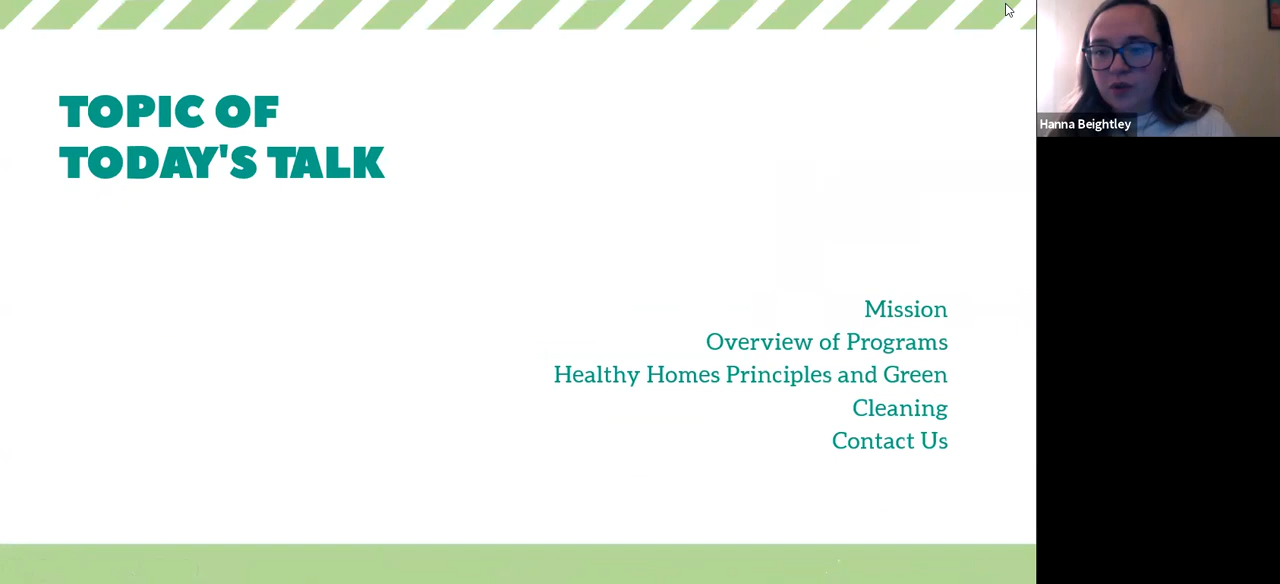 TOPIC OF
TODAY'S TALK
Mission
Overview of Programs
Healthy Homes Principles and Green
Cleaning
Contact Us
Hanna Beightley